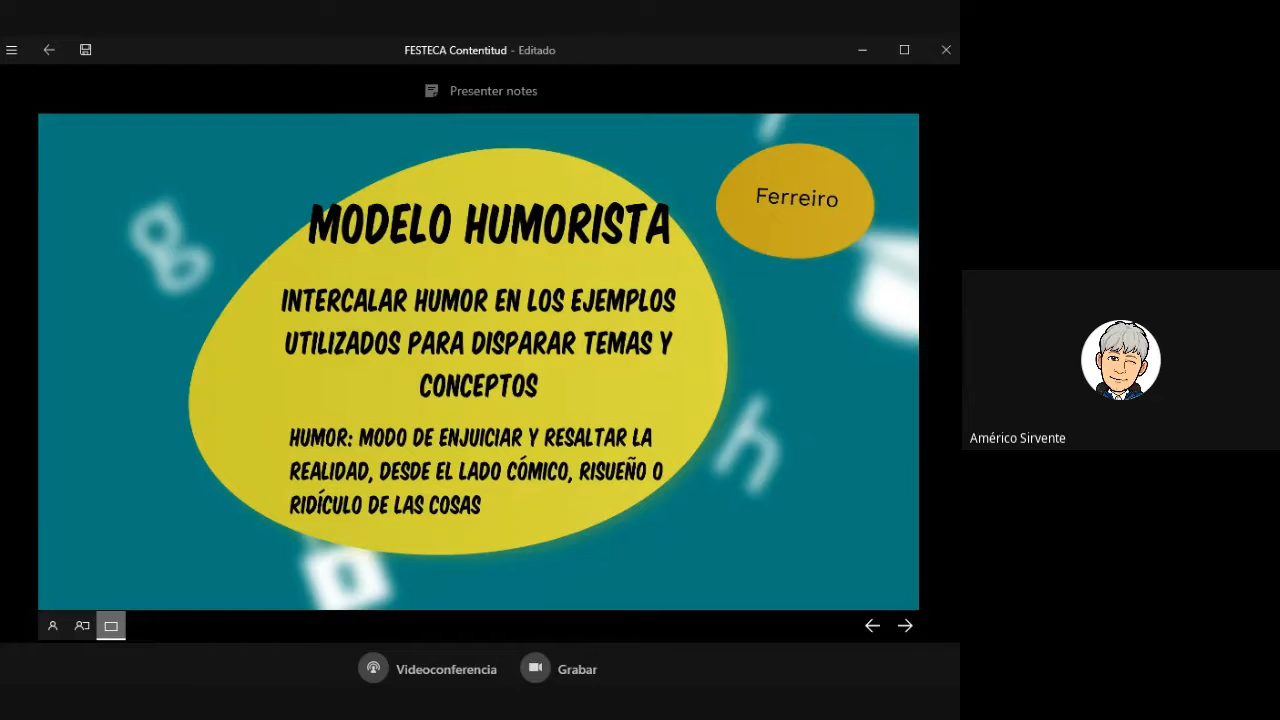 FESTECA Contentitud - Editado
Presenter notes
Ferreiro
MODELO HUMORISTA
INTERCALAR HUMOR EN LOS EJEMPLOS
UTILIZADOS PARA DISPARAR TEMAS Y
CONCEPTOS
HUMOR: MODO DE ENJUICIAR Y RESALTAR LA
REALIDAD, DESDE EL LADO CÓMICO, RISUEÑO O
RIDÍCULO DE LAS COSAS
g
h
a
Américo Sirvente
Videoconferencia
Grabar